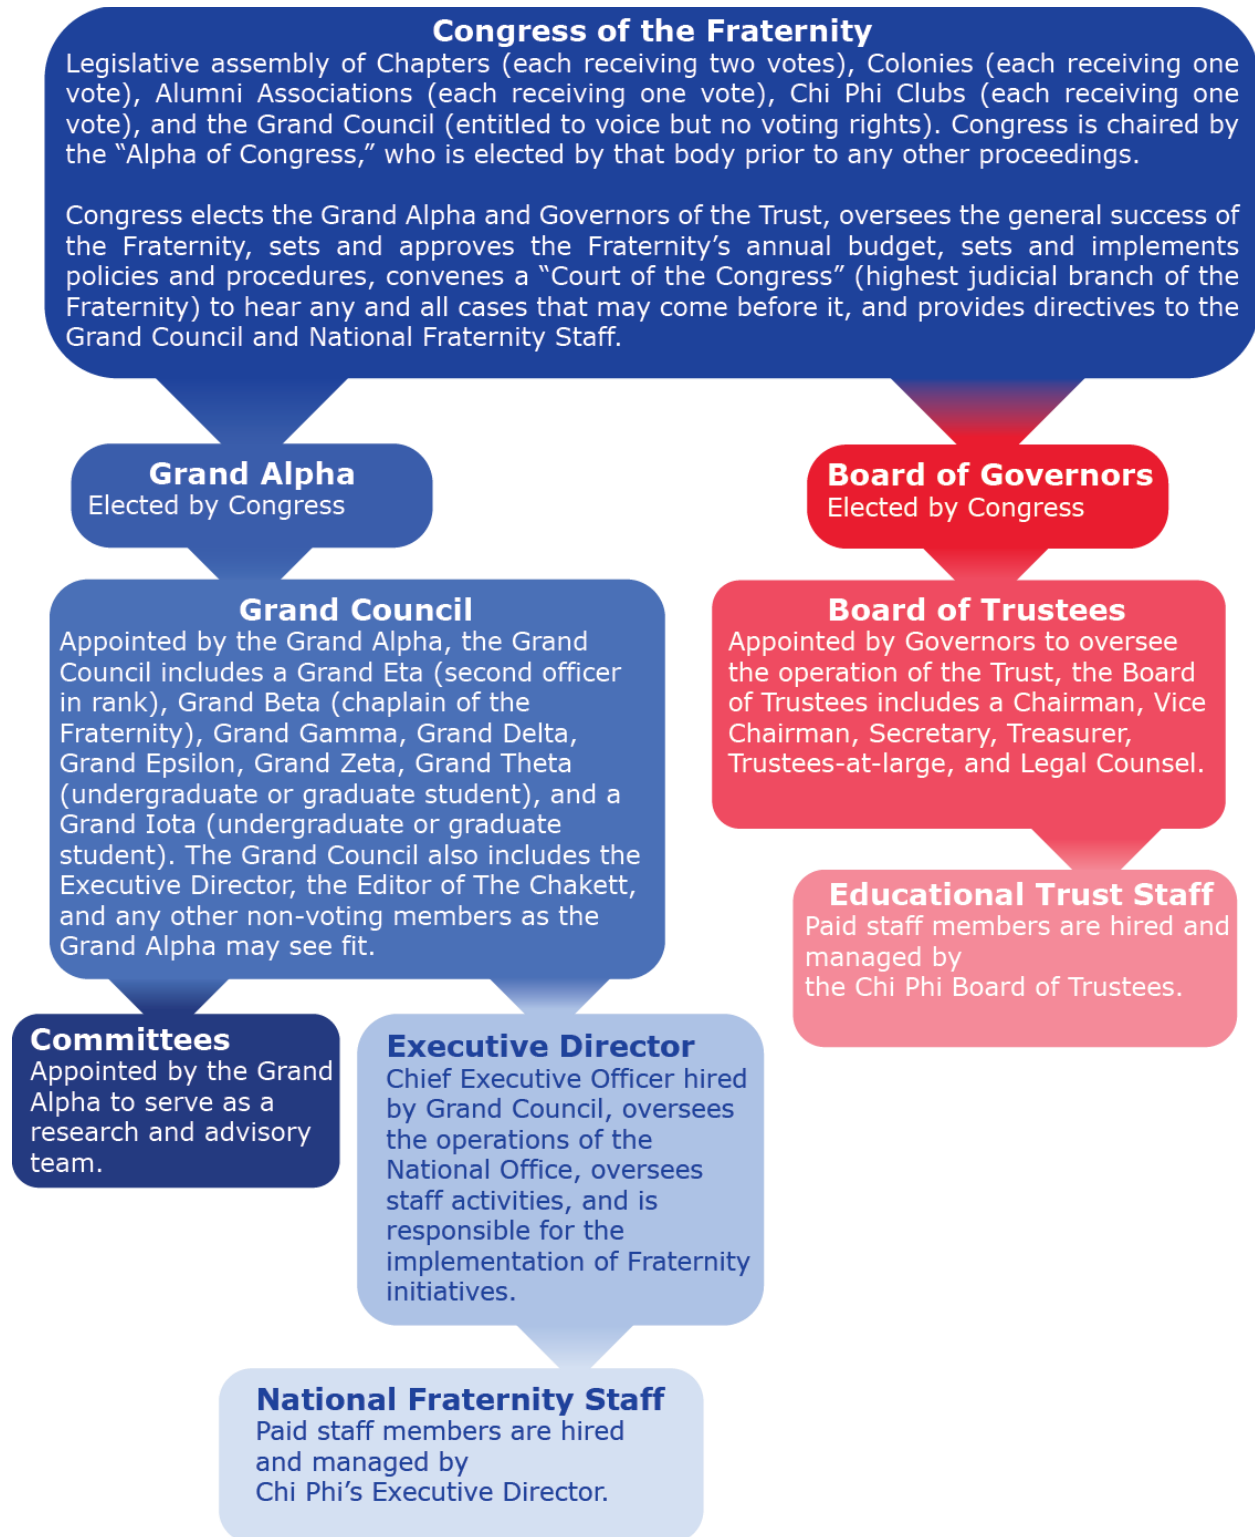 Congress of the Fraternity
Legislative assembly of Chapters (each receiving two votes), Colonies (each receiving one
vote), Alumni Associations (each receiving one vote), Chi Phi Clubs (each receiving one
vote), and the Grand Council (entitled to voice but no voting rights). Congress is chaired by
the “Alpha of Congress,” who is elected by that body prior to any other proceedings.
Congress elects the Grand Alpha and Governors of the Trust, oversees the general success of
the Fraternity, sets and approves the Fraternity’s annual budget, sets and implements
policies and procedures, convenes a “Court of the Congress” (highest judicial branch of the
Fraternity) to hear any and all cases that may come before it, and provides directives to the
Grand Council and National Fraternity Staff.
Grand Alpha
Elected by Congress
Board of Governors
Elected by Congress
Grand Council
Appointed by the Grand Alpha, the Grand
Council includes a Grand Eta (second officer
in rank), Grand Beta (chaplain of the
Fraternity), Grand Gamma, Grand Delta,
Grand Epsilon, Grand Zeta, Grand Theta
(undergraduate or graduate student), and a
Grand Iota (undergraduate or graduate
student). The Grand Council also includes the
Executive Director, the Editor of The Chakett,
and any other non-voting members as the
Grand Alpha may see fit.
Board of Trustees
Appointed by Governors to oversee
the operation of the Trust, the Board
of Trustees includes a Chairman, Vice
Chairman, Secretary, Treasurer,
Trustees-at-large, and Legal Counsel.
Educational Trust Staff
Paid staff members are hired and
managed by
the Chi Phi Board of Trustees.
Committees
Appointed by the Grand
Alpha to serve as a
research and advisory
team.
Executive Director
Chief Executive Officer hired
by Grand Council, oversees
the operations of the
National Office, oversees
staff activities, and is
responsible for the
implementation of Fraternity
initiatives.
National Fraternity Staff
Paid staff members are hired
and managed by
Chi Phi’s Executive Director.